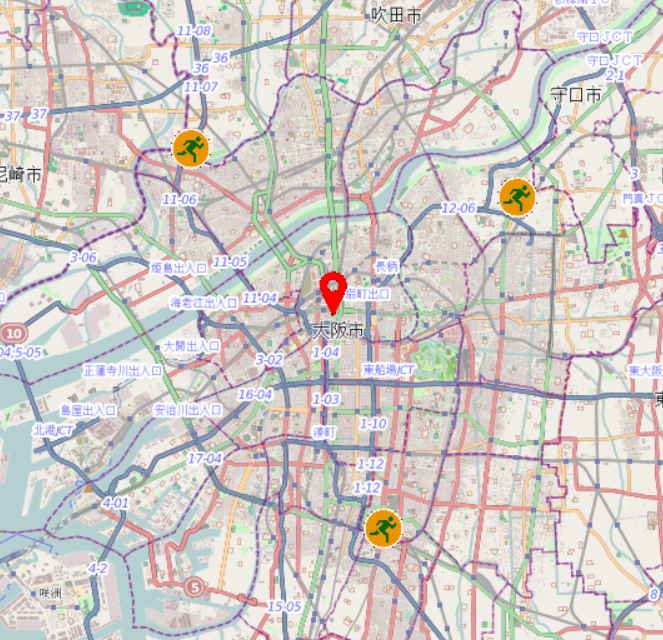 吹田市
11-08
36
36
11-07
守口JCT
守口JCT
2-1
守口市
37
37
尼崎市
3
11-06
12-06
門真JC
3-06
姫島出入口
11-05
長柄
海老江出入口
11-04
扇町出口
10
大阪市
04;5-05
大開出入口
1-04
3-02
正蓮寺川出入口
東船場JCT
東大阪
16-04
1-03
島屋出入口
安治川出入口
北港JCT
1-10
湊町
17-04
1-12
1-12
4-01
4-2
5
咲洲
15-05
8